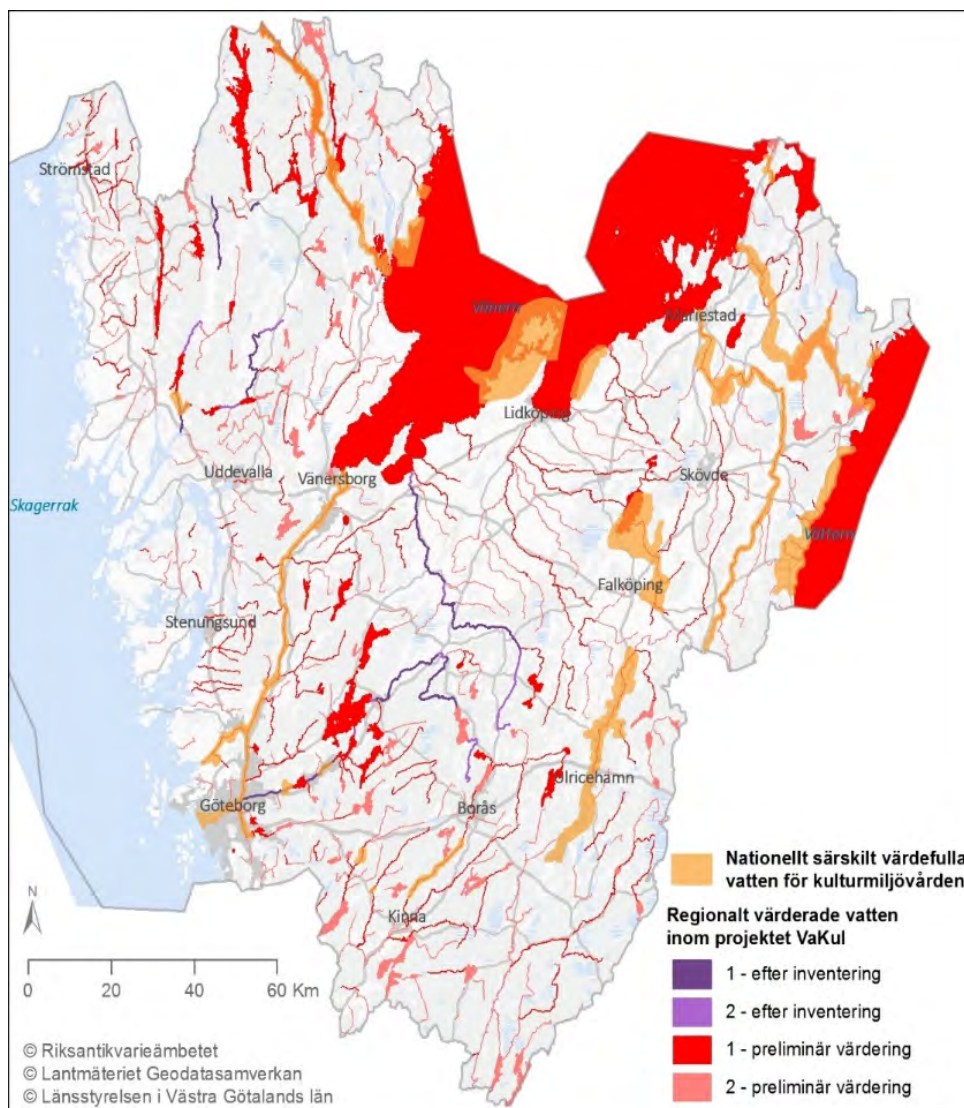 Strömstad
Vänern
Mariestad
Lidköping
Uddevalla
Vänersborg
Skövde
Skagerrak
Vättern
Falköping
Stenungsund
Ulricehamn
Göteborg
Borås
Kinna
N
0 20 40 60 Km
© Riksantikvarieämbetet
© Lantmäteriet Geodatasamverkan
© Länsstyrelsen i Västra Götalands län
Nationellt särskilt värdefulla
vatten för kulturmiljövården
Regionalt värderade vatten
inom projektet VaKul
1 - efter inventering
2 - efter inventering
1 - preliminär värdering
2 - preliminär värdering